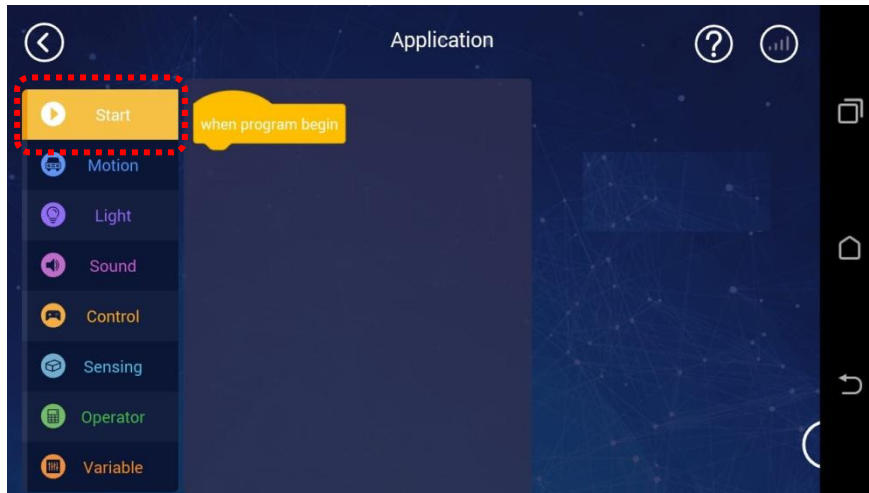 Application
Start
when program begin
Motion
Light
Sound
Control
Sensing
Operator
Variable